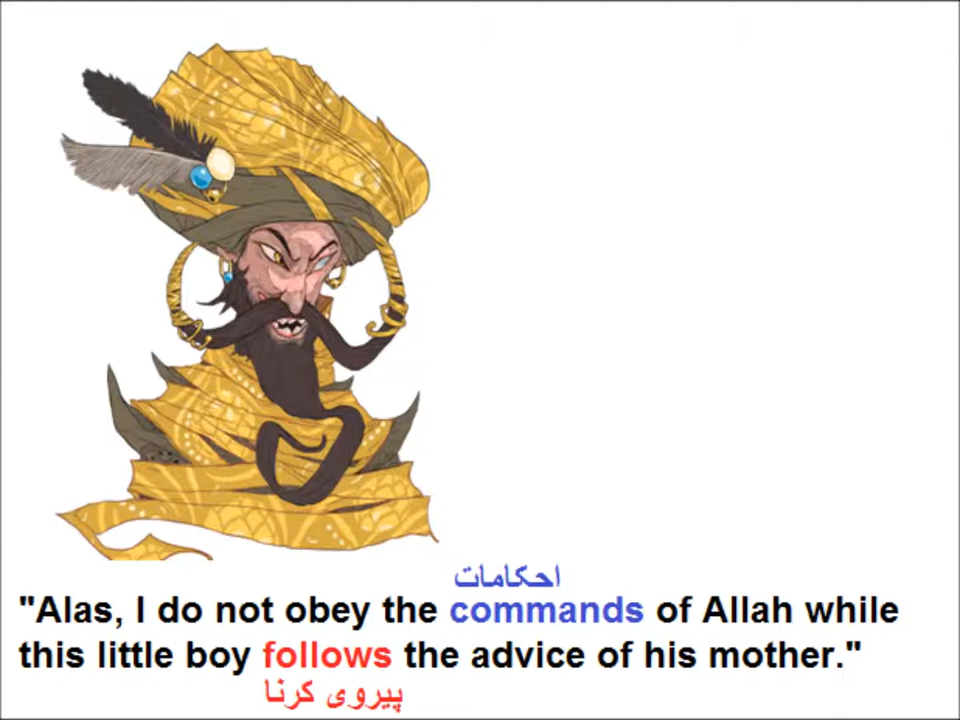 احکامات
"Alas, I do not obey the commands of Allah while
this little boy follows the advice of his mother."
پیروی کرنا